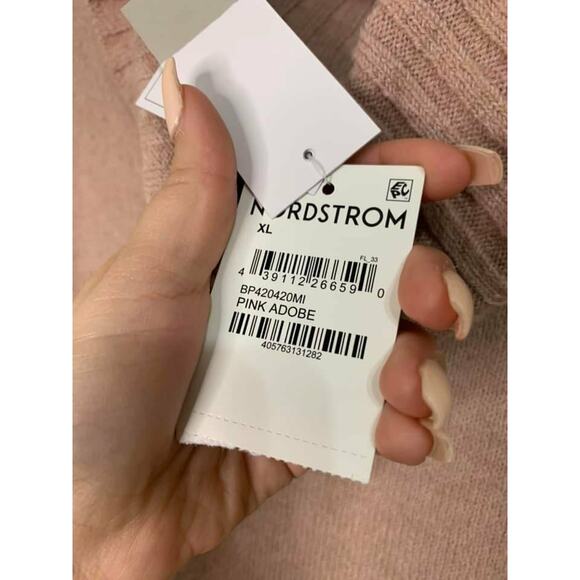 NORDSTROM
XL
FL_33
4 39112 26659 0
BP420420MI
PINK ADOBE
405763131282